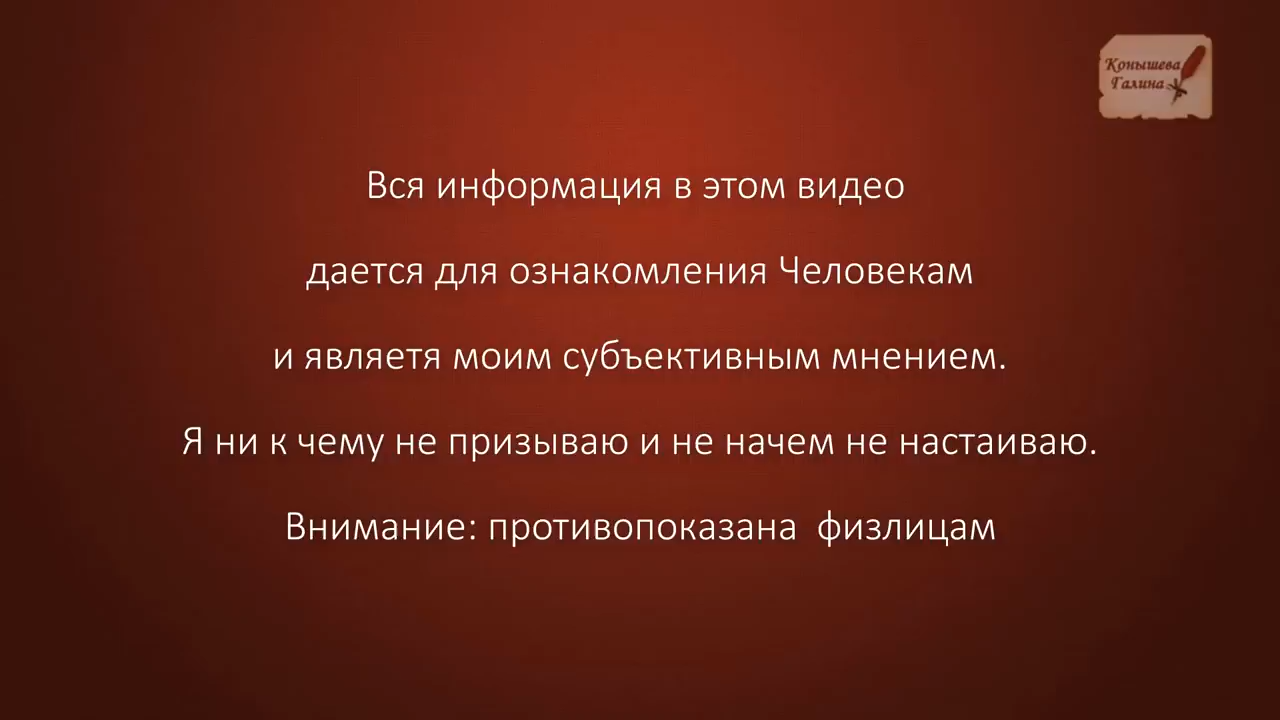 Конышева
Галина
Вся информация в этом видео
дается для ознакомления Человекам
и являетя моим субъективным мнением.
Я ни к чему не призываю и не начем не настаиваю.
Внимание: противопоказана  физлицам